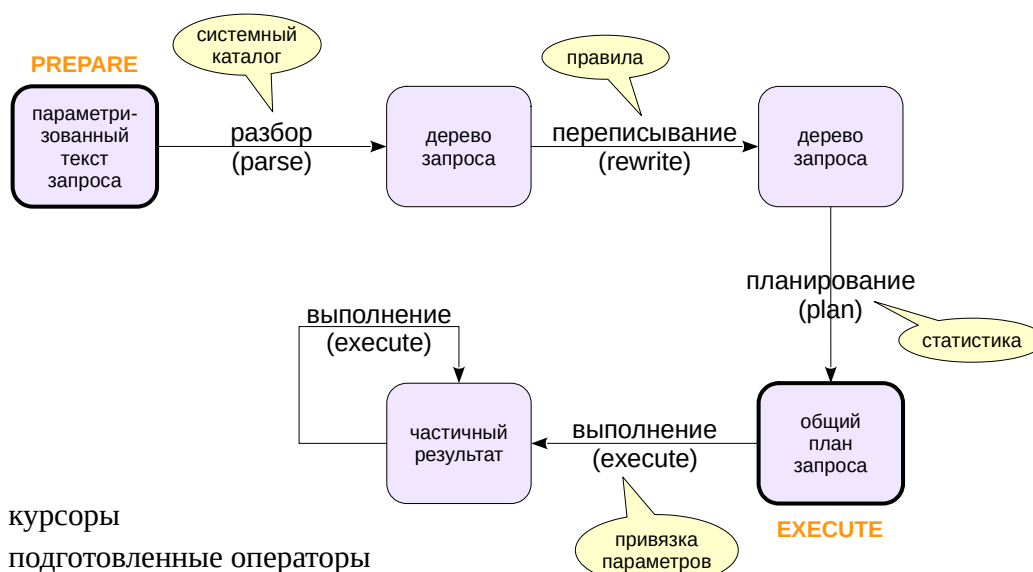 системный
каталог
PREPARE
правила
параметри-
зованный
текст
запроса
разбор
(parse)
дерево
запроса
переписывание
(rewrite)
дерево
запроса
планирование
(plan)
статистика
выполнение
(execute)
частичный
результат
выполнение
(execute)
общий
план
запроса
EXECUTE
привязка
параметров
курсоры
подготовленные операторы